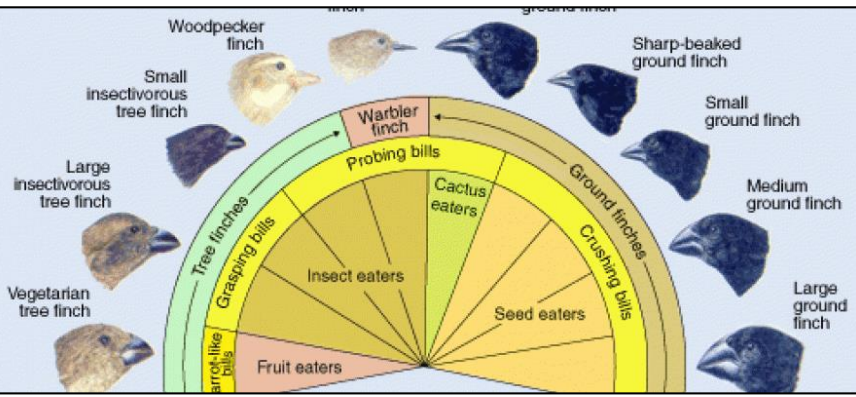 finch
ground finch
Woodpecker
finch
Sharp-beaked
ground finch
Small
insectivorous
tree finch
Small
ground finch
Warbler
finch
Probing bills
Cactus
eaters
Large
insectivorous
tree finch
Medium
ground finch
Tree finches
Grasping bills
Ground finches
Crushing bills
Insect eaters
Seed eaters
Vegetarian
tree finch
Large
ground
finch
arrot-like
bills
Fruit eaters